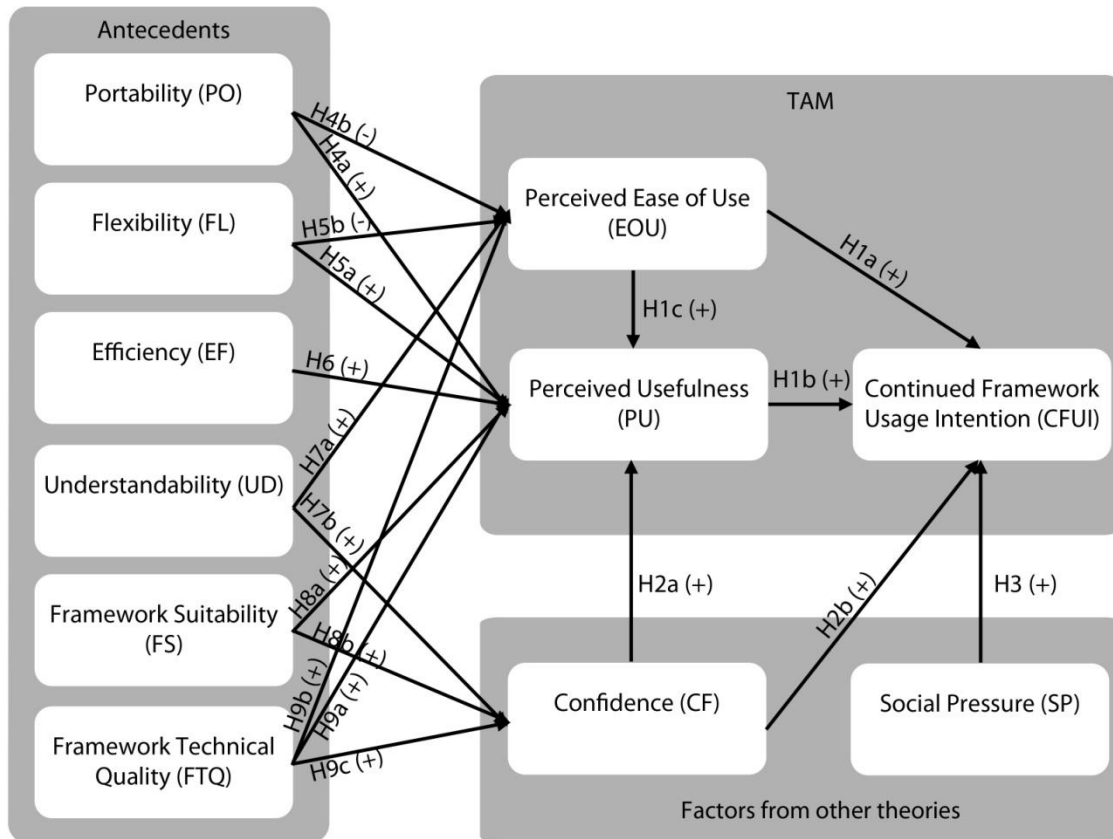 Antecedents
Portability (PO)
Flexibility (FL)
Efficiency (EF)
Understandability (UD)
Framework Suitability
(FS)
Framework Technical
Quality (FTQ)
H4b (-)
H4a (+)
H5b (-)
H5a (+)
H6 (+)
H7a (+)
H7b (+)
H8a (+)
H8b (+)
H9b (+)
H9a (+)
H9c (+)
TAM
Perceived Ease of Use
(EOU)
H1a (+)
H1c (+)
Perceived Usefulness
(PU)
H1b (+)
Continued Framework
Usage Intention (CFUI)
H2a (+)
H2b (+)
H3 (+)
Confidence (CF)
Social Pressure (SP)
Factors from other theories